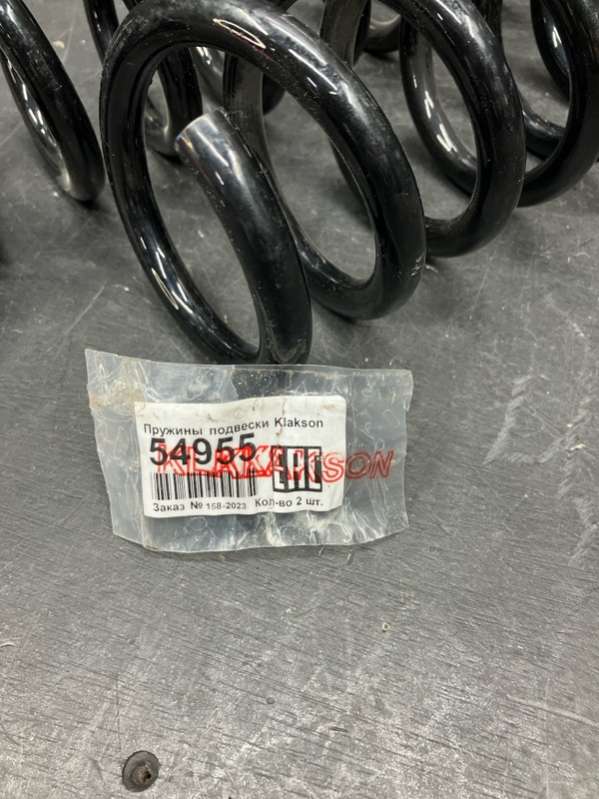 Пружины подвески Klakson
54955
KLAKSON
EAC
Заказ № 158-2023 Кол-во 2 шт.